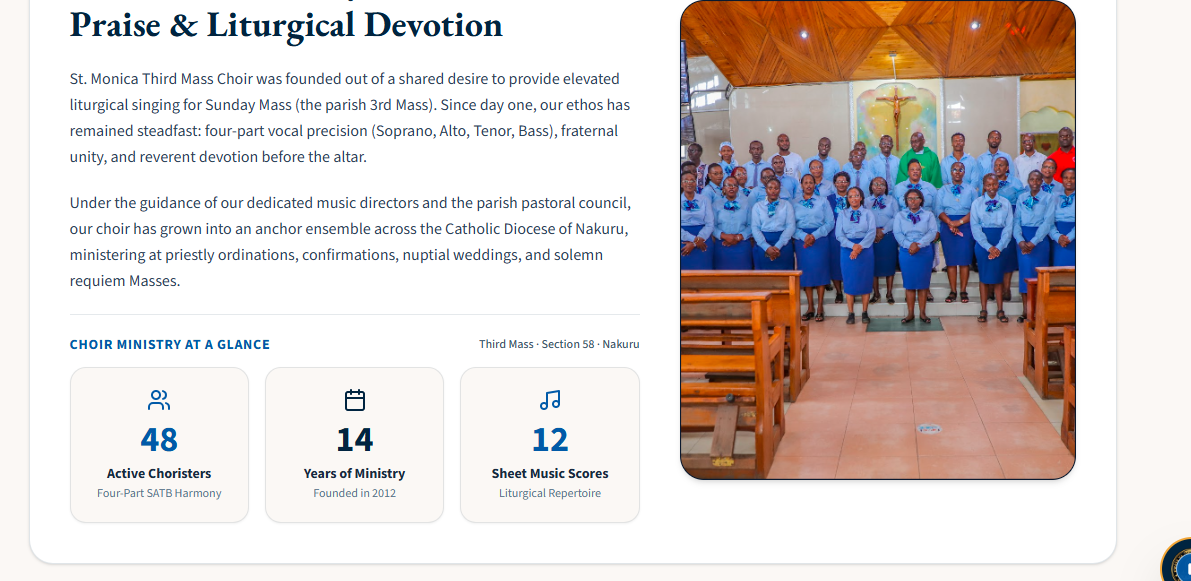 Praise & Liturgical Devotion
St. Monica Third Mass Choir was founded out of a shared desire to provide elevated
liturgical singing for Sunday Mass (the parish 3rd Mass). Since day one, our ethos has
remained steadfast: four-part vocal precision (Soprano, Alto, Tenor, Bass), fraternal
unity, and reverent devotion before the altar.
Under the guidance of our dedicated music directors and the parish pastoral council,
our choir has grown into an anchor ensemble across the Catholic Diocese of Nakuru,
ministering at priestly ordinations, confirmations, nuptial weddings, and solemn
requiem Masses.
CHOIR MINISTRY AT A GLANCE
Third Mass · Section 58 · Nakuru
48
Active Choristers
Four-Part SATB Harmony
14
Years of Ministry
Founded in 2012
12
Sheet Music Scores
Liturgical Repertoire